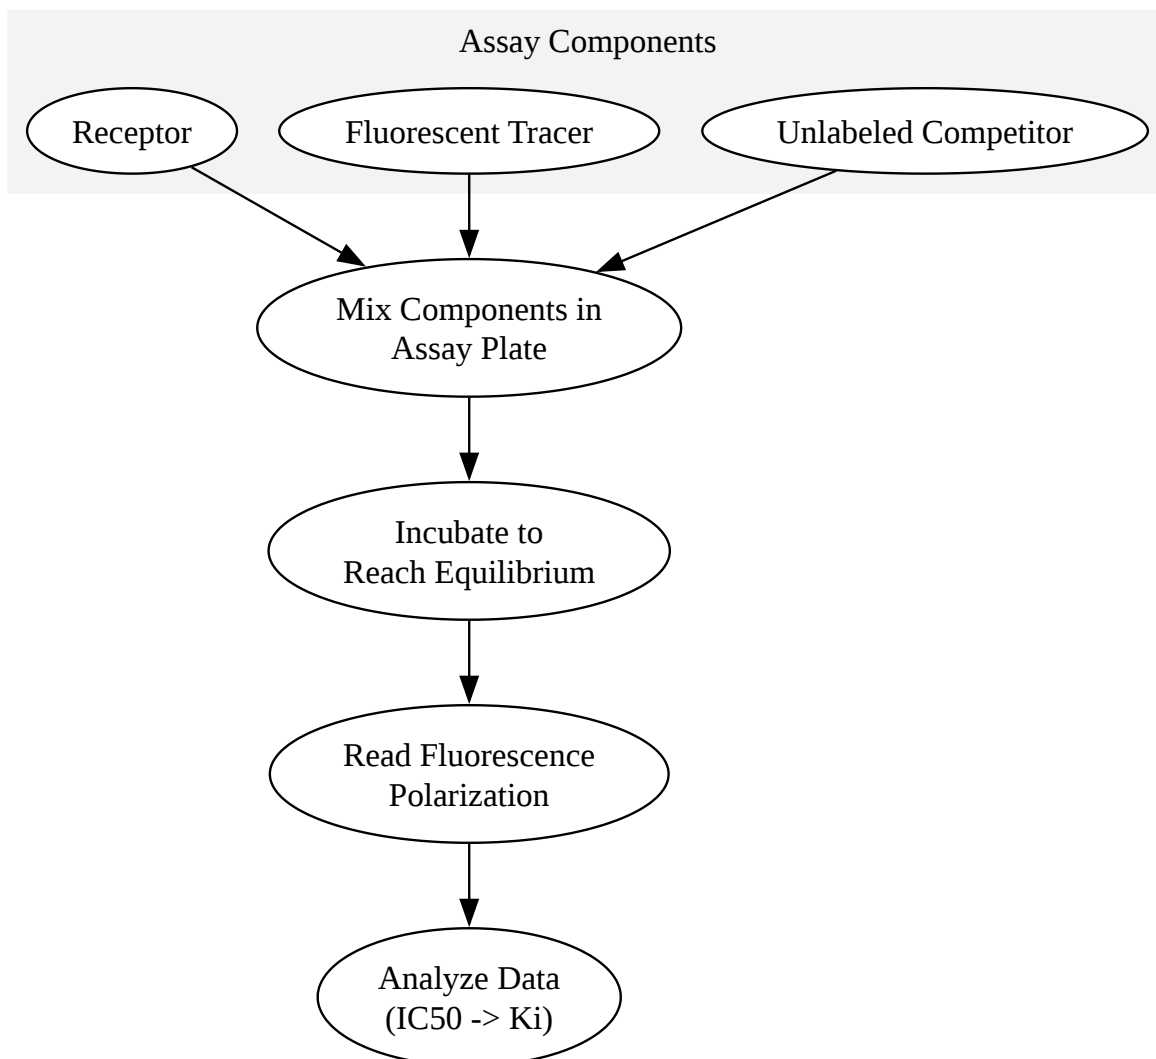 Assay Components
Receptor
Fluorescent Tracer
Unlabeled Competitor
Mix Components in
Assay Plate
Incubate to
Reach Equilibrium
Read Fluorescence
Polarization
Analyze Data
(IC50 -> Ki)